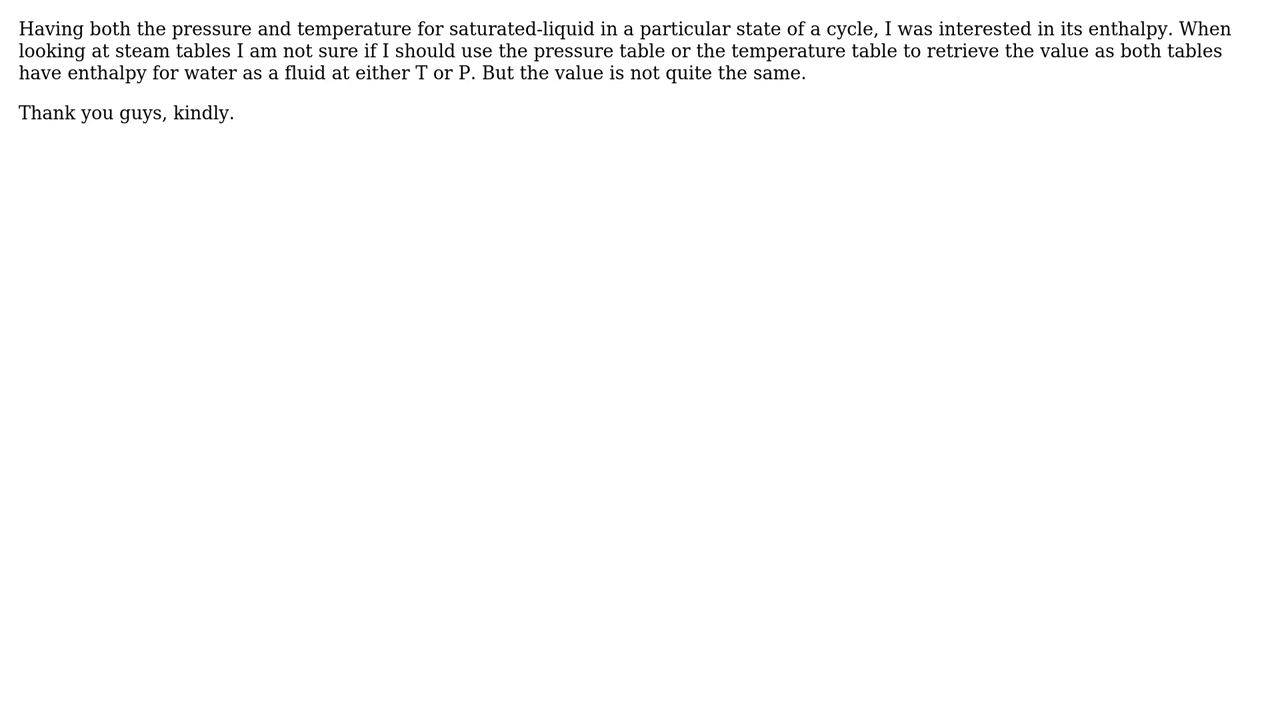 Having both the pressure and temperature for saturated-liquid in a particular state of a cycle, I was interested in its enthalpy. When
looking at steam tables I am not sure if I should use the pressure table or the temperature table to retrieve the value as both tables
have enthalpy for water as a fluid at either T or P. But the value is not quite the same.
Thank you guys, kindly.